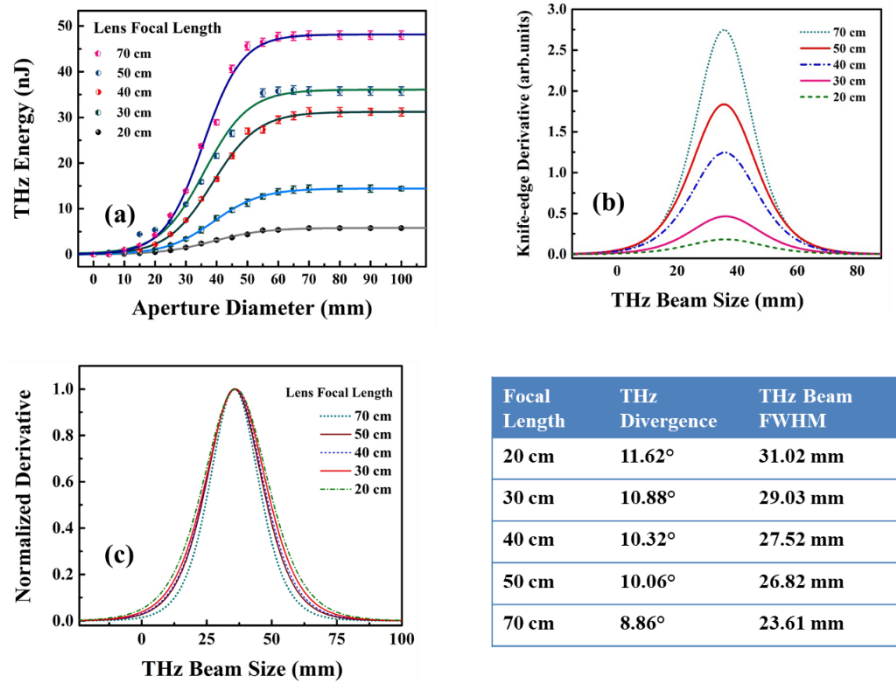 Lens Focal Length
70 cm
50 cm
40 cm
30 cm
20 cm
(a)
THz Energy (nJ)
50
40
30
20
10
0
0 10 20 30 40 50 60 70 80 90 100
Aperture Diameter (mm)
70 cm
50 cm
40 cm
30 cm
20 cm
(b)
Knife-edge Derivative (arb.units)
3.0
2.5
2.0
1.5
1.0
0.5
0.0
0 20 40 60 80
THz Beam Size (mm)
Lens Focal Length
70 cm
50 cm
40 cm
30 cm
20 cm
(c)
Normalized Derivative
1.0
0.8
0.6
0.4
0.2
0.0
0 25 50 75 100
THz Beam Size (mm)
Focal Length THz Divergence THz Beam FWHM
20 cm 11.62° 31.02 mm
30 cm 10.88° 29.03 mm
40 cm 10.32° 27.52 mm
50 cm 10.06° 26.82 mm
70 cm 8.86° 23.61 mm